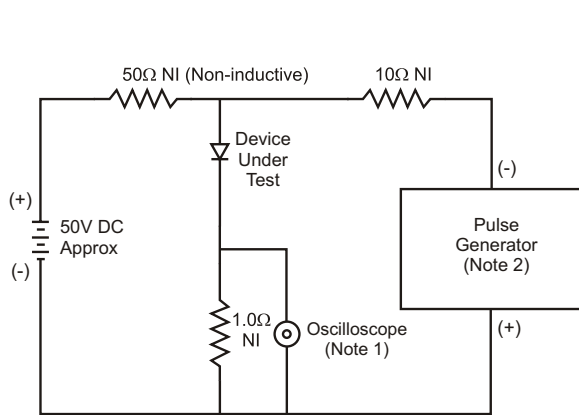 50Ω NI (Non-inductive)
10Ω NI
Device
Under
Test
(-)
(+)
50V DC
Approx
(-)
Pulse
Generator
(Note 2)
1.0Ω
NI
Oscilloscope
(Note 1)
(+)